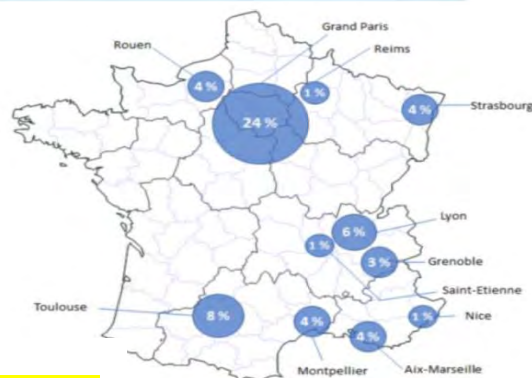 Grand Paris
Rouen
Reims
4 %
1 %
Strasbourg
4 %
24 %
Lyon
6 %
1 %
Grenoble
3 %
Saint-Etienne
Toulouse
8 %
4 %
1 %
Nice
4 %
Montpellier
Aix-Marseille